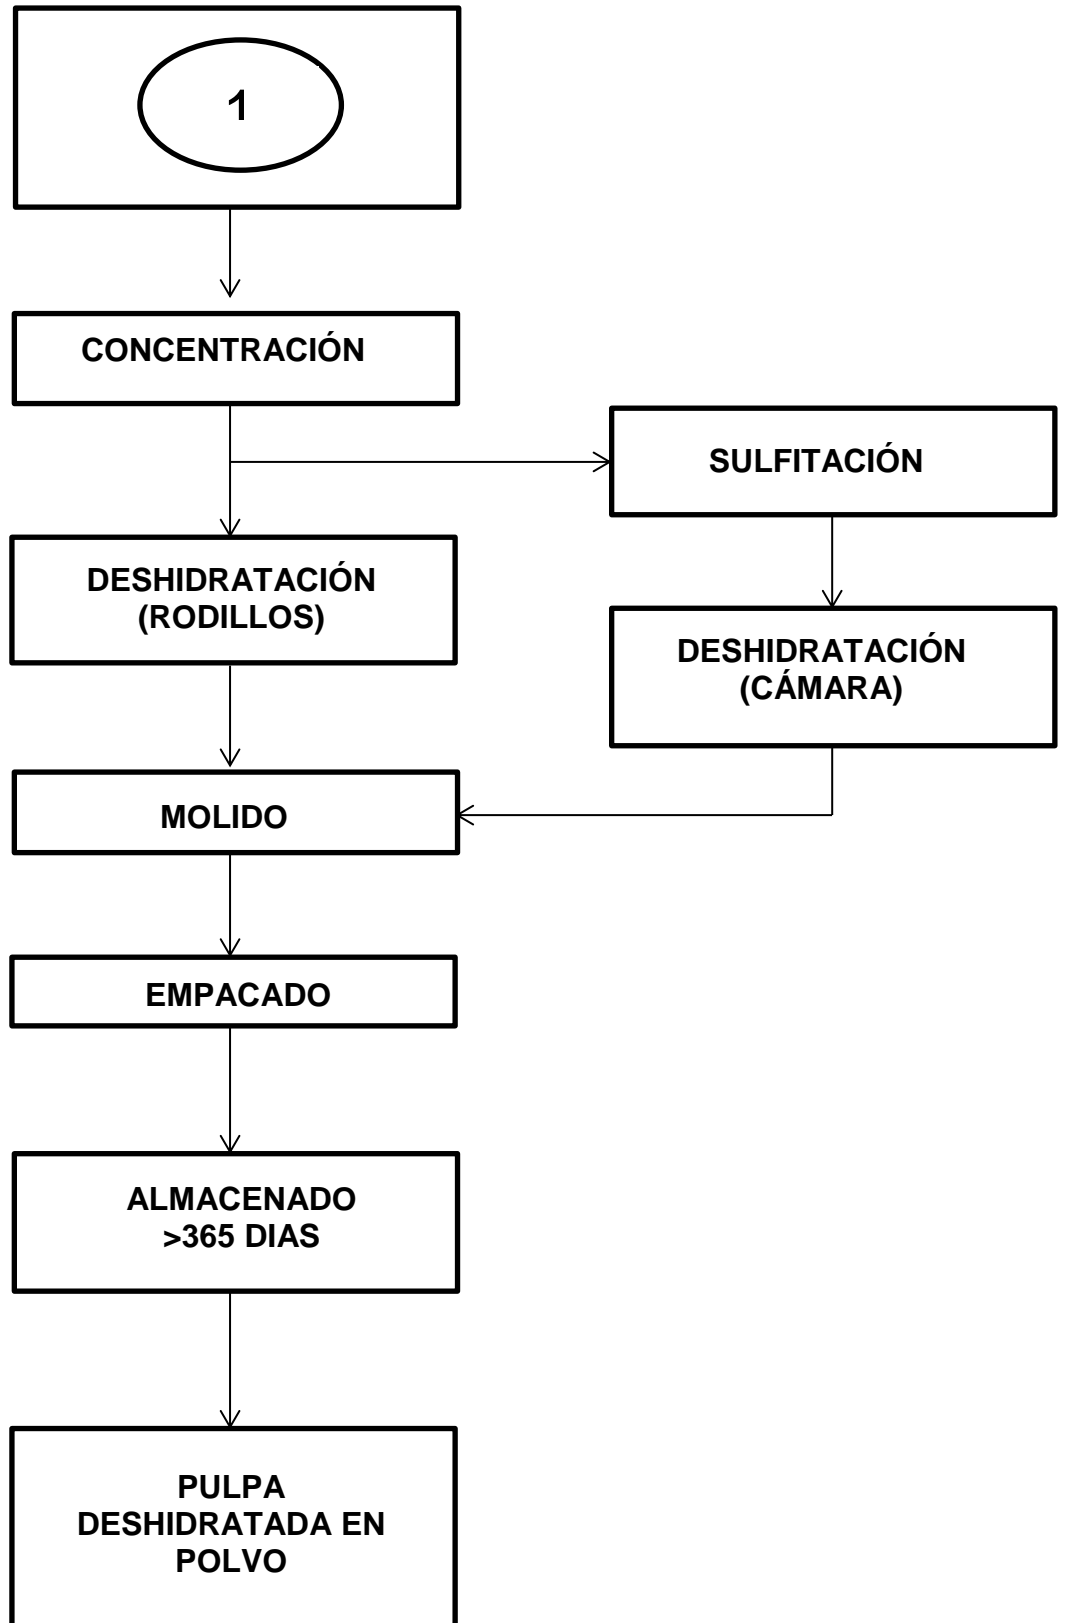 1
CONCENTRACIÓN
SULFITACIÓN
DESHIDRATACIÓN
(RODILLOS)
DESHIDRATACIÓN
(CÁMARA)
MOLIDO
EMPACADO
ALMACENADO
>365 DIAS
PULPA
DESHIDRATADA EN
POLVO